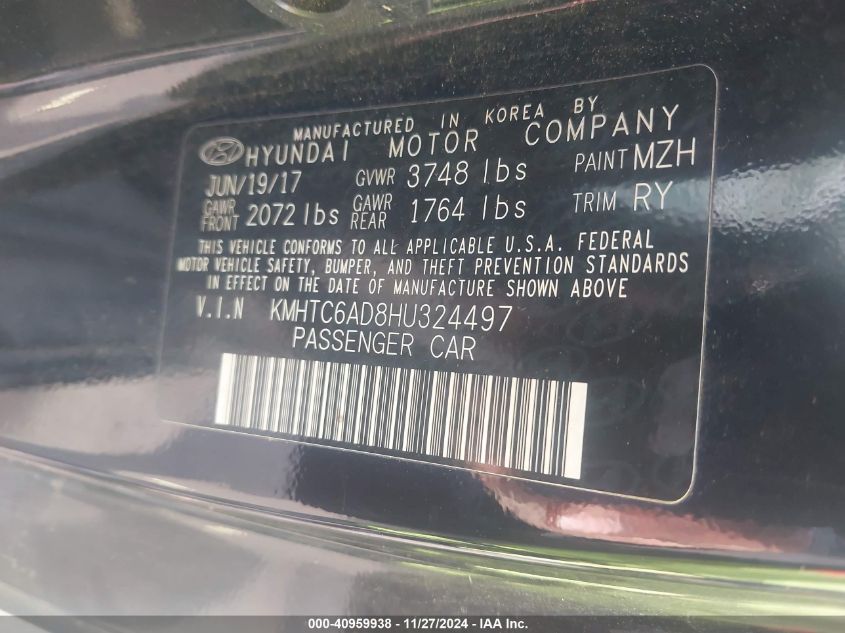 MANUFACTURED IN KOREA BY
HYUNDAI MOTOR COMPANY
JUN/19/17 GVWR 3748 lbs PAINT MZH
GAWR FRONT 2072 lbs GAWR REAR 1764 lbs TRIM RY
THIS VEHICLE CONFORMS TO ALL APPLICABLE U.S.A. FEDERAL
MOTOR VEHICLE SAFETY, BUMPER, AND THEFT PREVENTION STANDARDS
IN EFFECT ON THE DATE OF MANUFACTURE SHOWN ABOVE
V.I.N KMHTC6AD8HU324497
PASSENGER CAR
000-40959938 - 11/27/2024 - IAA, Inc.